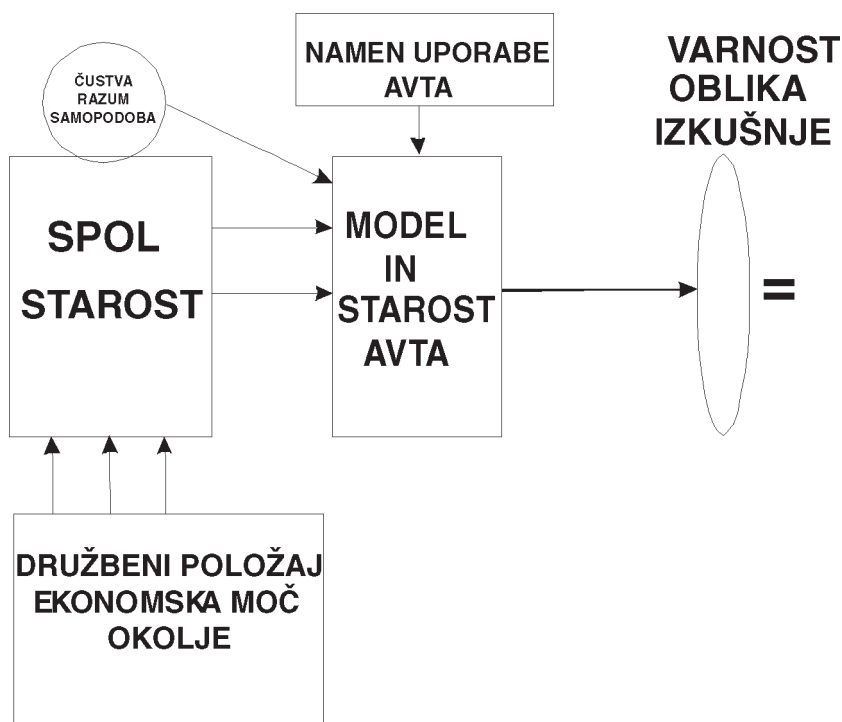 ČUSTVA
RAZUM
SAMOPODOBA
NAMEN UPORABE
AVTA
VARNOST
OBLIKA
IZKUŠNJE
SPOL
STAROST
MODEL
IN
STAROST
AVTA
=
DRUŽBENI POLOŽAJ
EKONOMSKA MOČ
OKOLJE